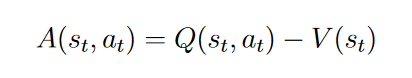 A(s_t, a_t) = Q(s_t, a_t) − V(s_t)